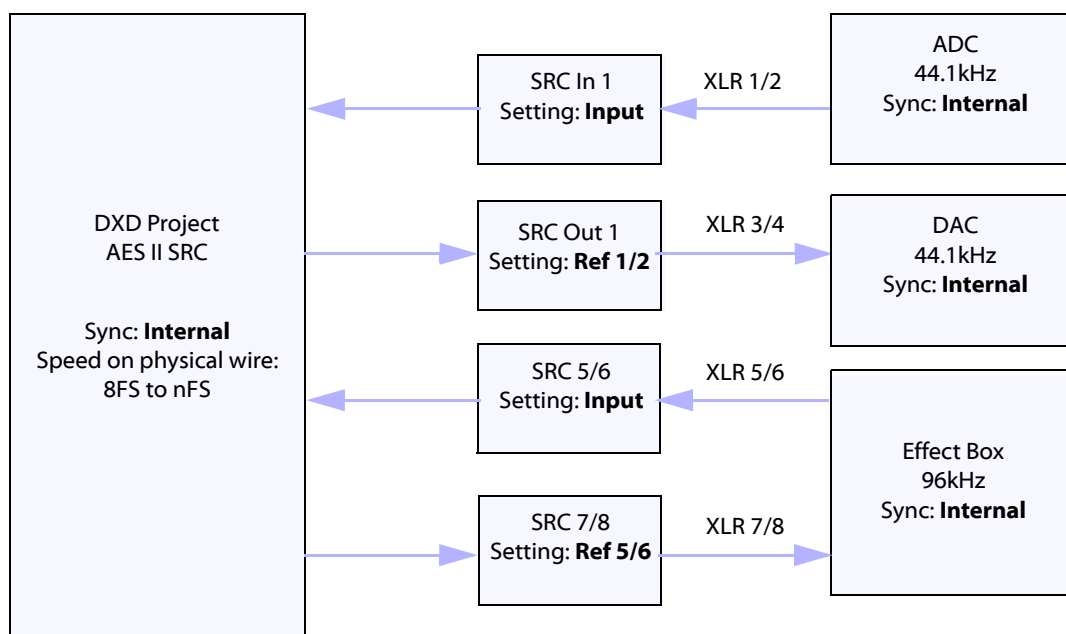 DXD Project
AES II SRC
Sync: Internal
Speed on physical wire:
8FS to nFS
SRC In 1
Setting: Input
XLR 1/2
ADC
44.1kHz
Sync: Internal
SRC Out 1
Setting: Ref 1/2
XLR 3/4
DAC
44.1kHz
Sync: Internal
SRC 5/6
Setting: Input
XLR 5/6
SRC 7/8
Setting: Ref 5/6
XLR 7/8
Effect Box
96kHz
Sync: Internal